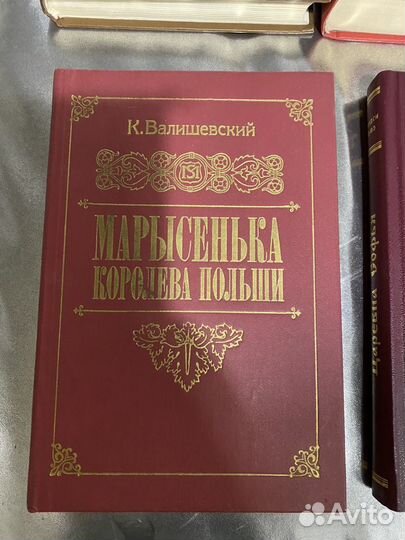 К. Валишевский
МАРЫСЕНЬКА
КОРОЛЕВА ПОЛЬШИ
Царевна Софья
Avito